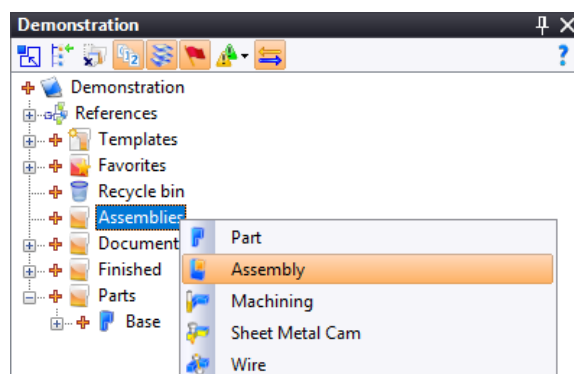 Demonstration
?
Demonstration
References
Templates
Favorites
Recycle bin
Assemblies
Document
Finished
Parts
Base
Part
Assembly
Machining
Sheet Metal Cam
Wire